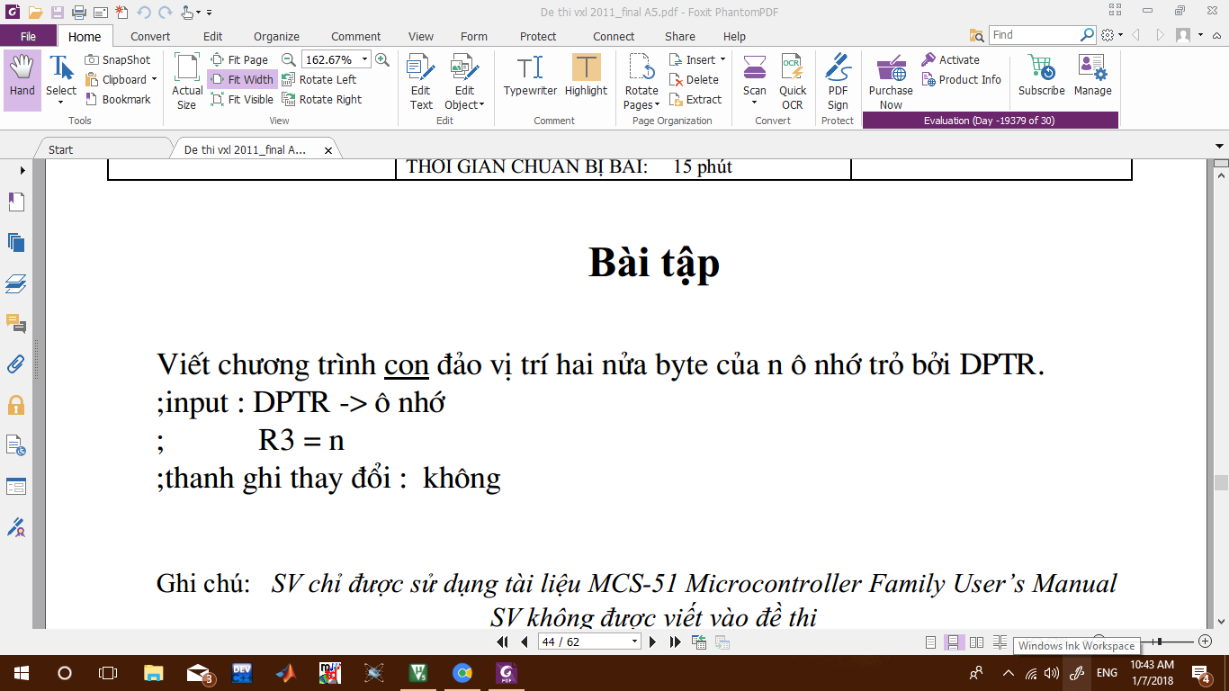 De thi vxl 2011_final A5.pdf - Foxit PhantomPDF
File Home Convert Edit Organize Comment View Form Protect Connect Share Help Find
Hand Select SnapShot Clipboard Bookmark Actual Size Fit Page Fit Width Fit Visible 162.67% Rotate Left Rotate Right Edit Text Edit Object Typewriter Highlight Rotate Pages Insert Delete Extract Scan Quick OCR PDF Sign Purchase Now Activate Product Info Subscribe Manage
Tools View Edit Comment Page Organization Convert Protect Evaluation (Day -19379 of 30)
Start De thi vxl 2011_final A...
THỜI GIAN CHUẨN BỊ BÀI: 15 phút
Bài tập
Viết chương trình con đảo vị trí hai nửa byte của n ô nhớ trỏ bởi DPTR.
;input : DPTR -> ô nhớ
; R3 = n
;thanh ghi thay đổi : không
Ghi chú: SV chỉ được sử dụng tài liệu MCS-51 Microcontroller Family User’s Manual
SV không được viết vào đề thi
44 / 62
Windows Ink Workspace
3 DEV PDF ENG 10:43 AM 4
1/7/2018